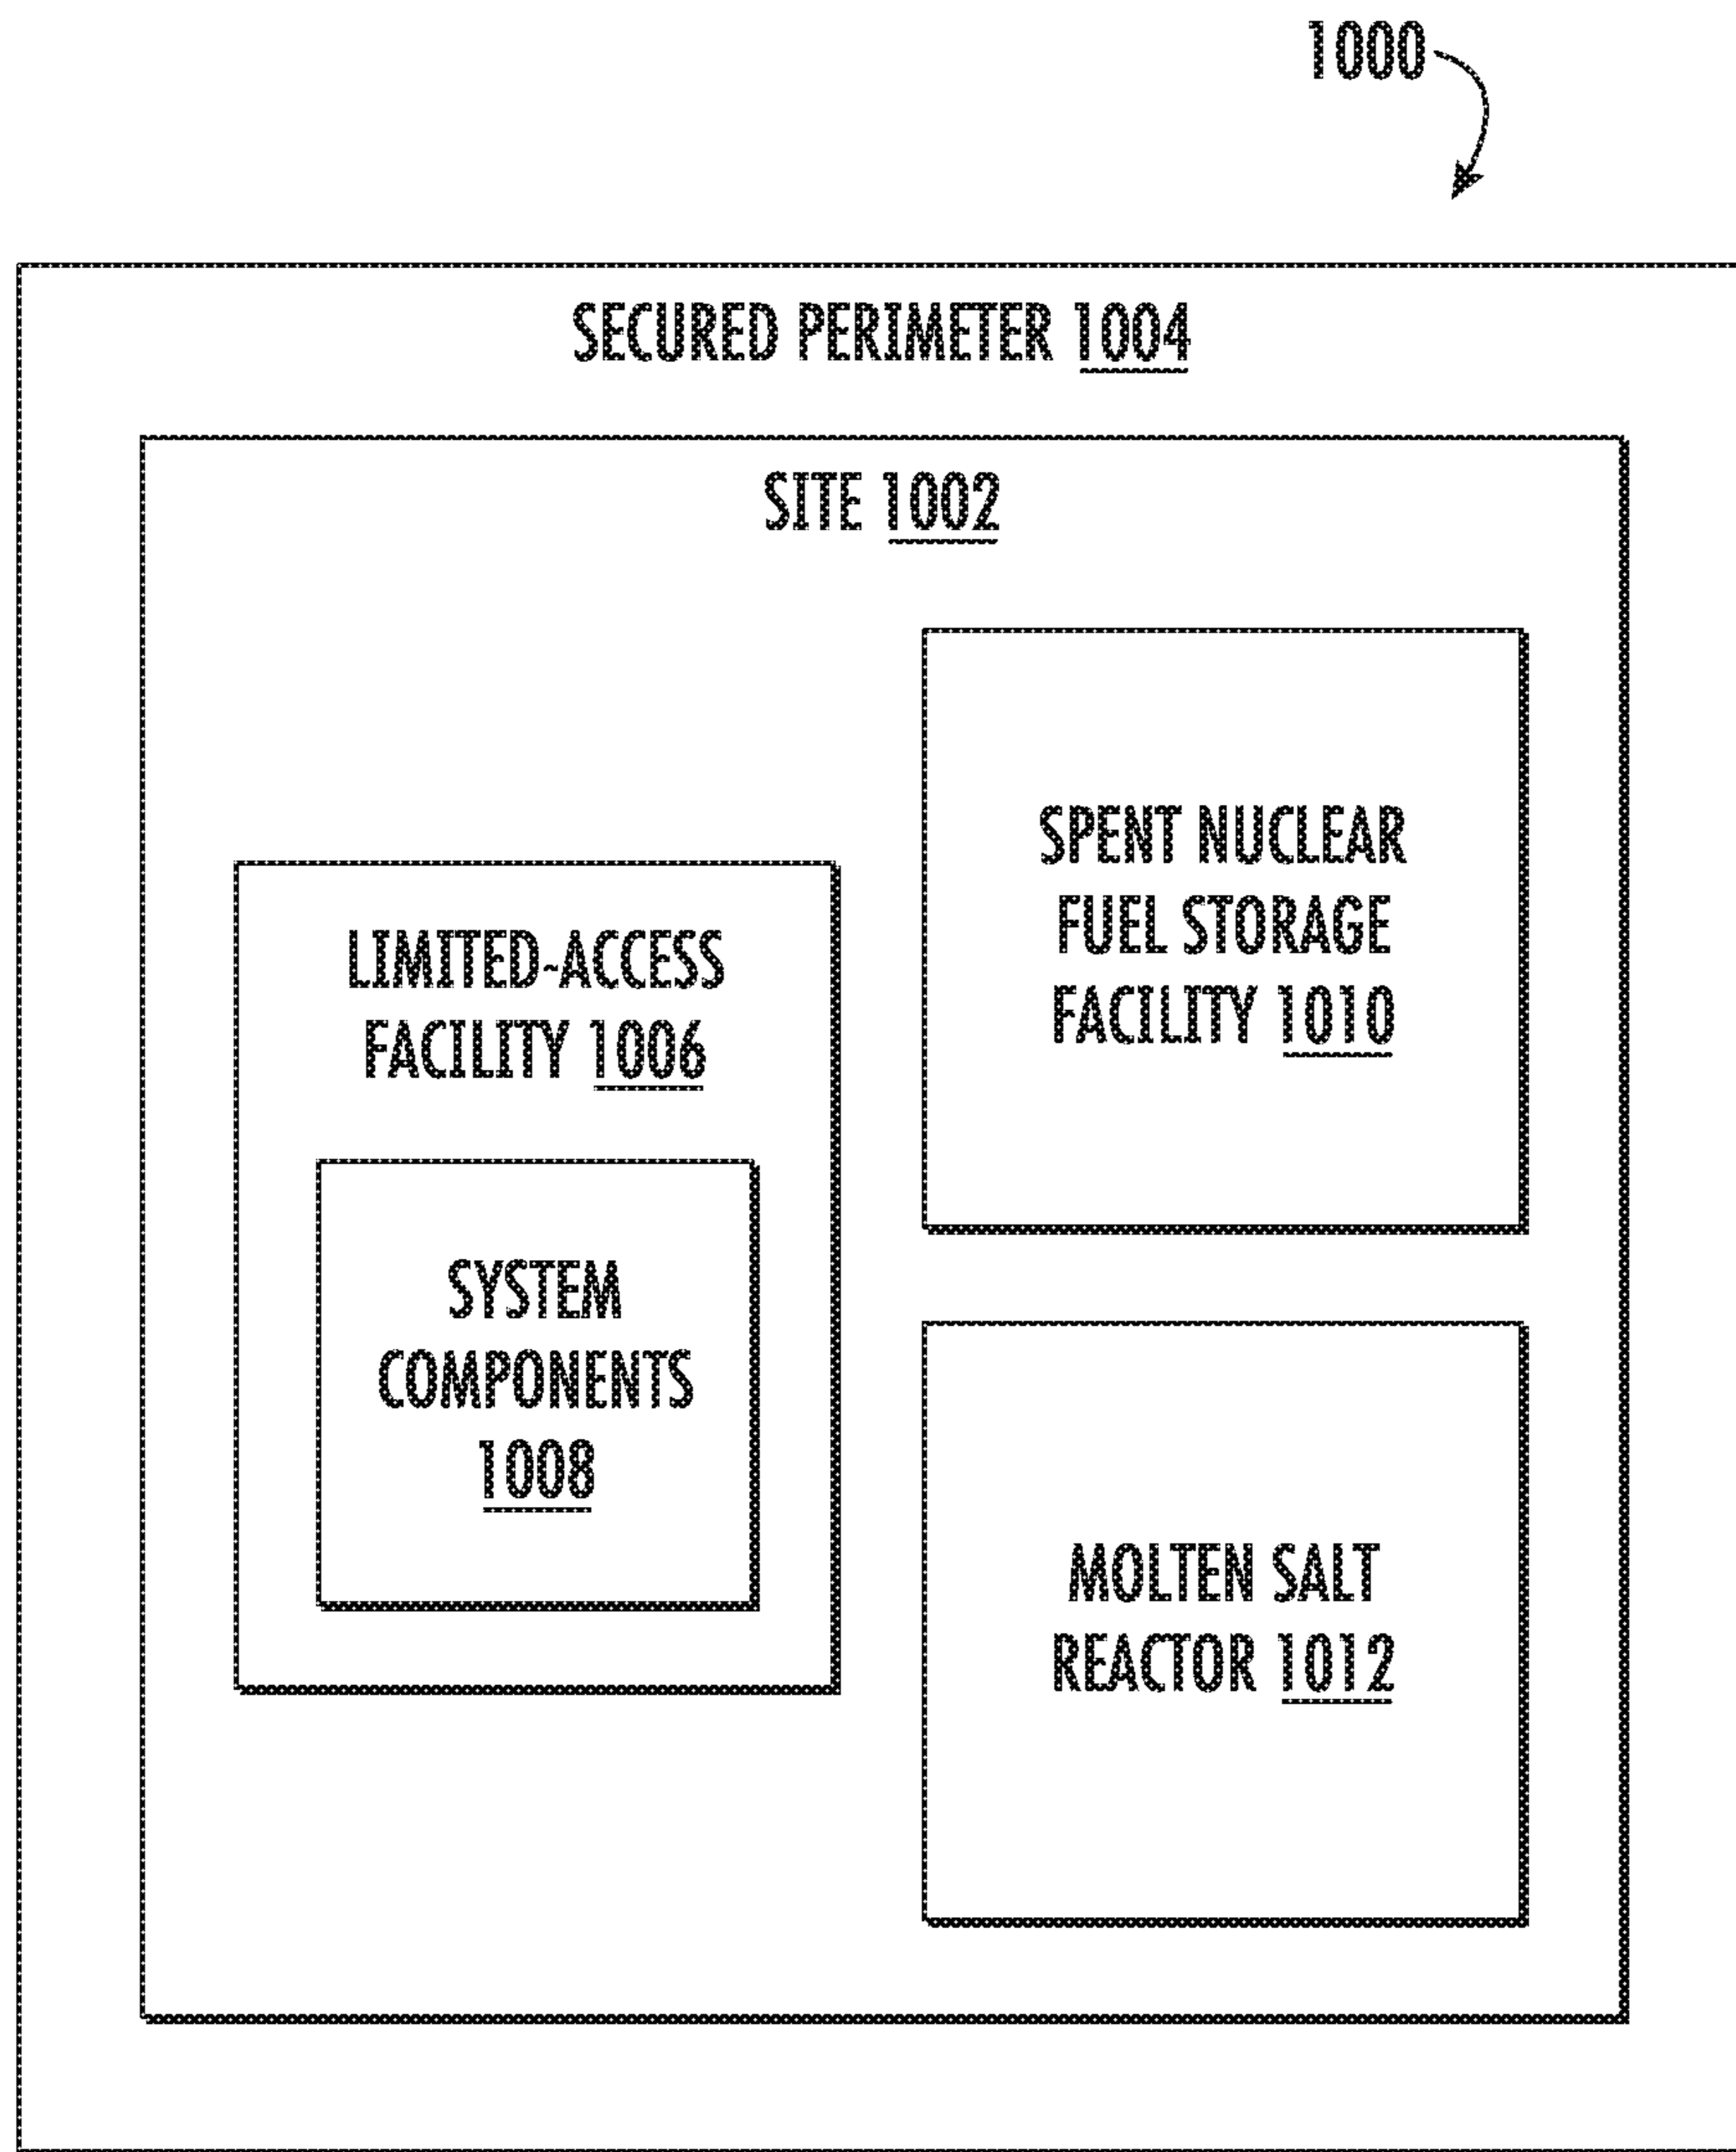 1000
SECURED PERIMETER 1004
SITE 1002
LIMITED-ACCESS
FACILITY 1006
SYSTEM
COMPONENTS
1008
SPENT NUCLEAR
FUEL STORAGE
FACILITY 1010
MOLTEN SALT
REACTOR 1012